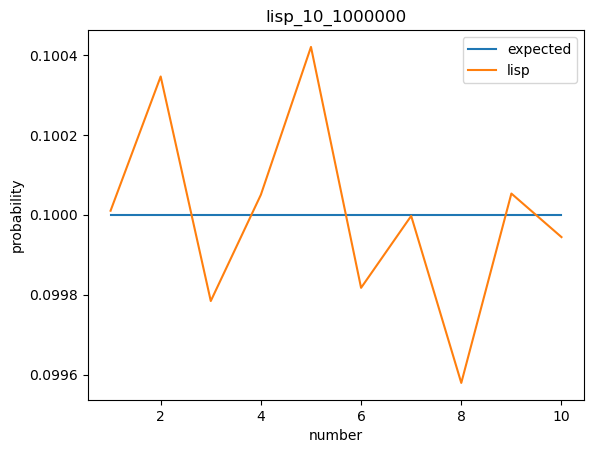 lisp_10_1000000
expected
lisp
probability
0.1004
0.1002
0.1000
0.0998
0.0996
2 4 6 8 10
number